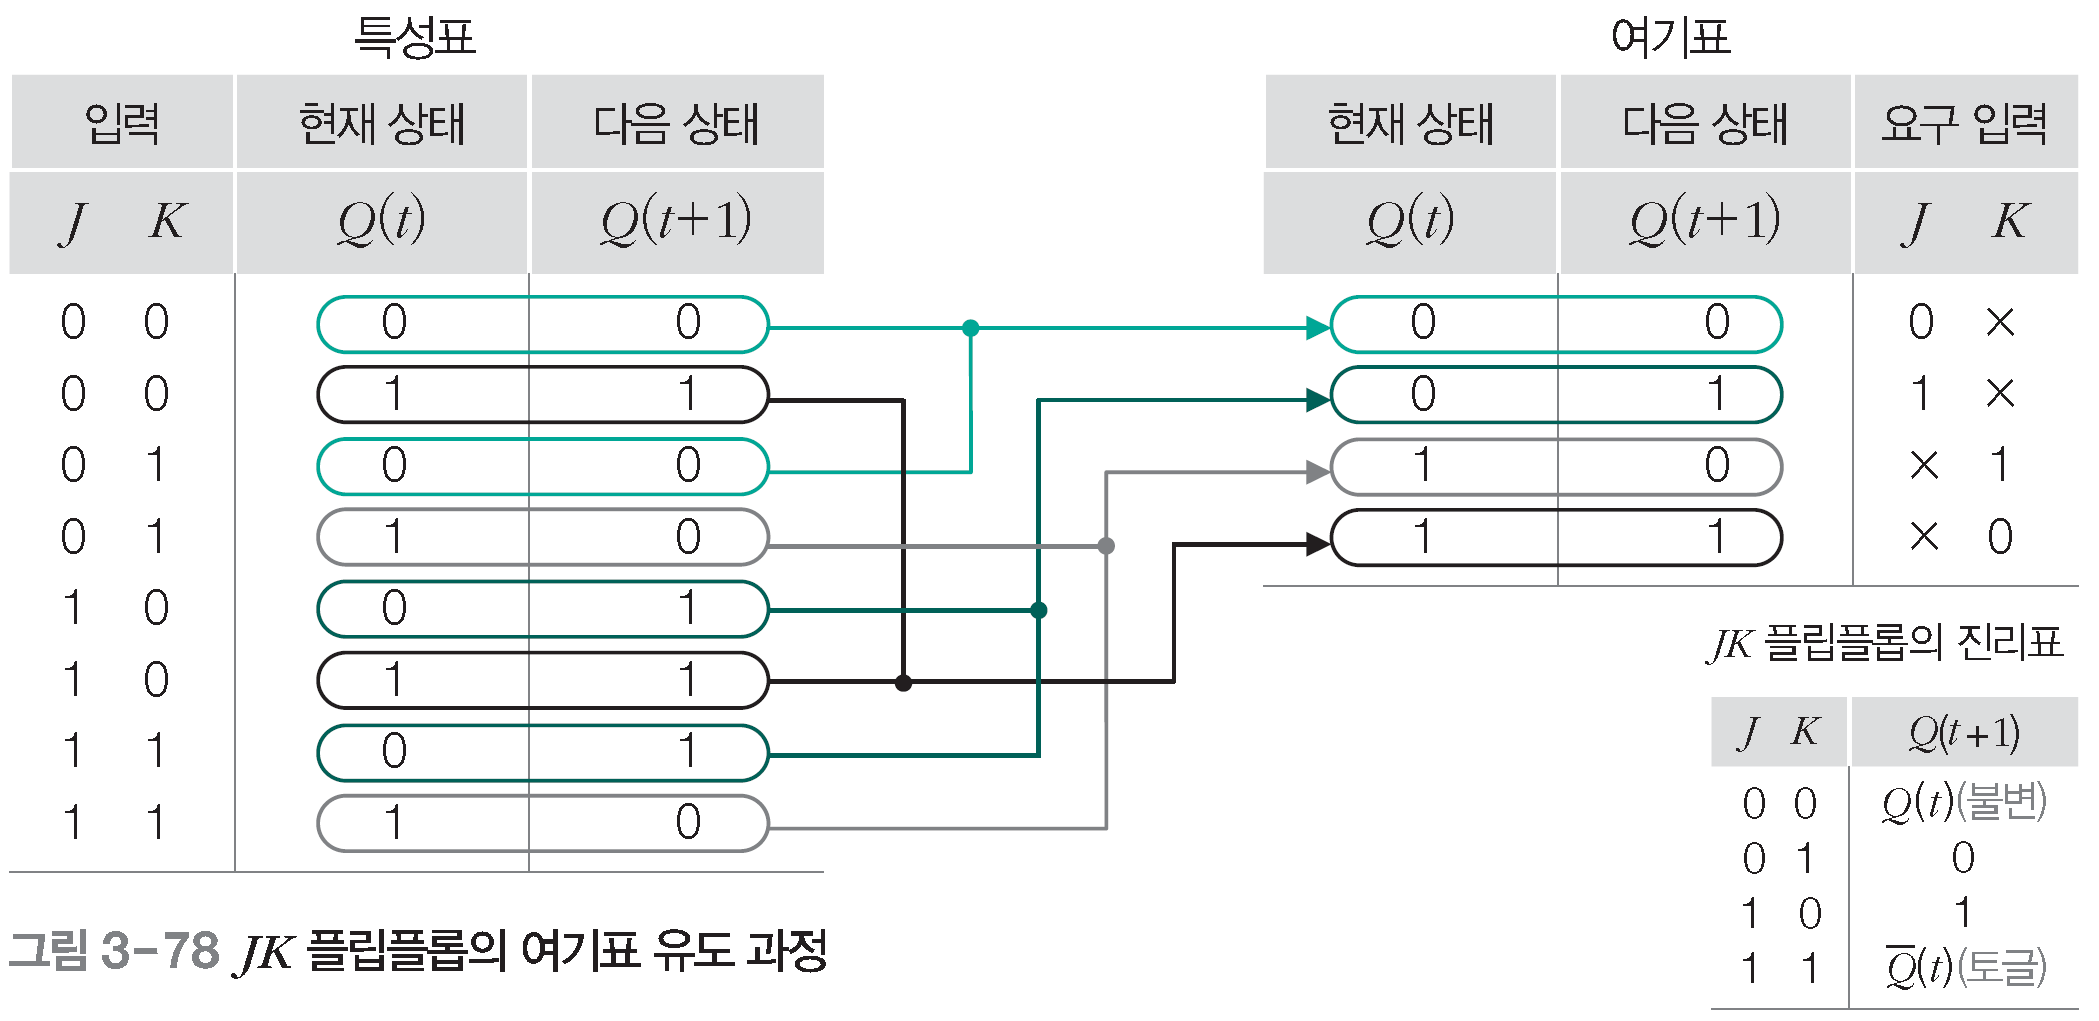 특성표
입력 현재 상태 다음 상태
J K Q(t) Q(t+1)
0 0 0 0
0 0 1 1
0 1 0 0
0 1 1 0
1 0 0 1
1 0 1 1
1 1 0 1
1 1 1 0
여기표
현재 상태 다음 상태 요구 입력
Q(t) Q(t+1) J K
0 0 0 ×
0 1 1 ×
1 0 × 1
1 1 × 0
JK 플립플롭의 진리표
J K Q(t+1)
0 0 Q(t)(불변)
0 1 0
1 0 1
1 1 Q̅(t)(토글)
그림 3-78 JK 플립플롭의 여기표 유도 과정